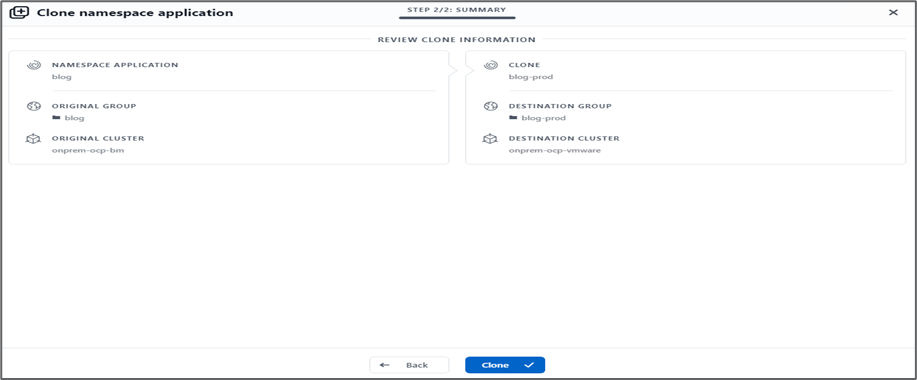 Clone namespace application
STEP 2/2: SUMMARY
REVIEW CLONE INFORMATION
NAMESPACE APPLICATION
blog
ORIGINAL GROUP
blog
ORIGINAL CLUSTER
onprem-ocp-bm
CLONE
blog-prod
DESTINATION GROUP
blog-prod
DESTINATION CLUSTER
onprem-ocp-vmware
Back
Clone